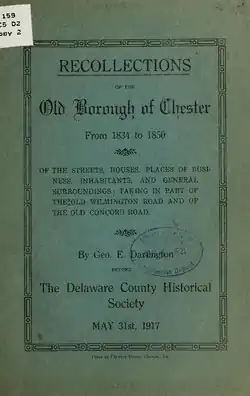 159
.C5 D2
opy 2
RECOLLECTIONS
OF THE
Old Borough of Chester
From 1834 to 1850
OF THE STREETS, HOUSES, PLACES OF BUSI-
NESS, INHABITANTS, AND GENERAL
SURROUNDINGS; TAKING IN PART OF
THE OLD WILMINGTON ROAD AND OF
THE OLD CONCORD ROAD.
By Geo. E. Darlington
BEFORE
The Delaware County Historical
Society
MAY 31st, 1917